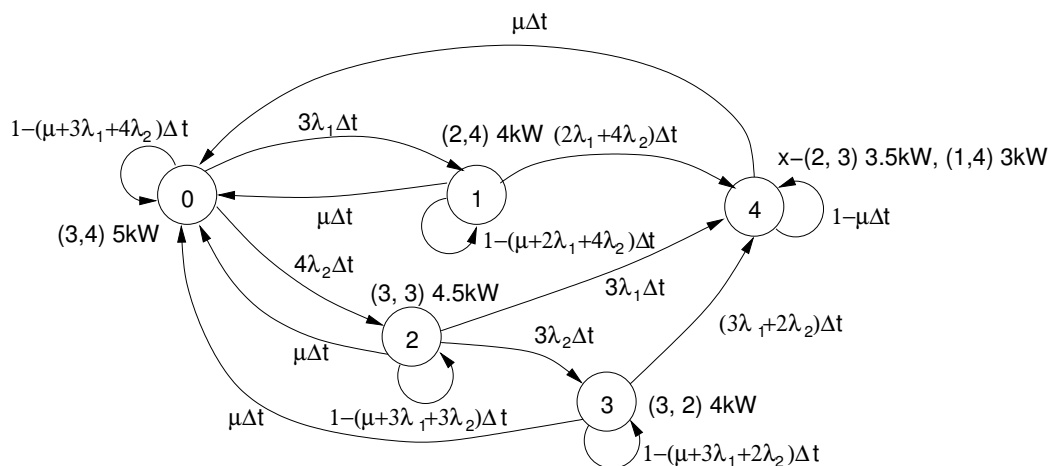 μΔt
1−(μ+3λ₁+4λ₂)Δt
3λ₁Δt
(2,4) 4kW (2λ₁+4λ₂)Δt
x−(2, 3) 3.5kW, (1,4) 3kW
0
1
4
μΔt
1−μΔt
(3,4) 5kW
1−(μ+2λ₁+4λ₂)Δt
4λ₂Δt
(3, 3) 4.5kW
3λ₁Δt
2
3λ₂Δt
(3λ₁+2λ₂)Δt
μΔt
3
(3, 2) 4kW
μΔt
1−(μ+3λ₁+3λ₂)Δt
1−(μ+3λ₁+2λ₂)Δt